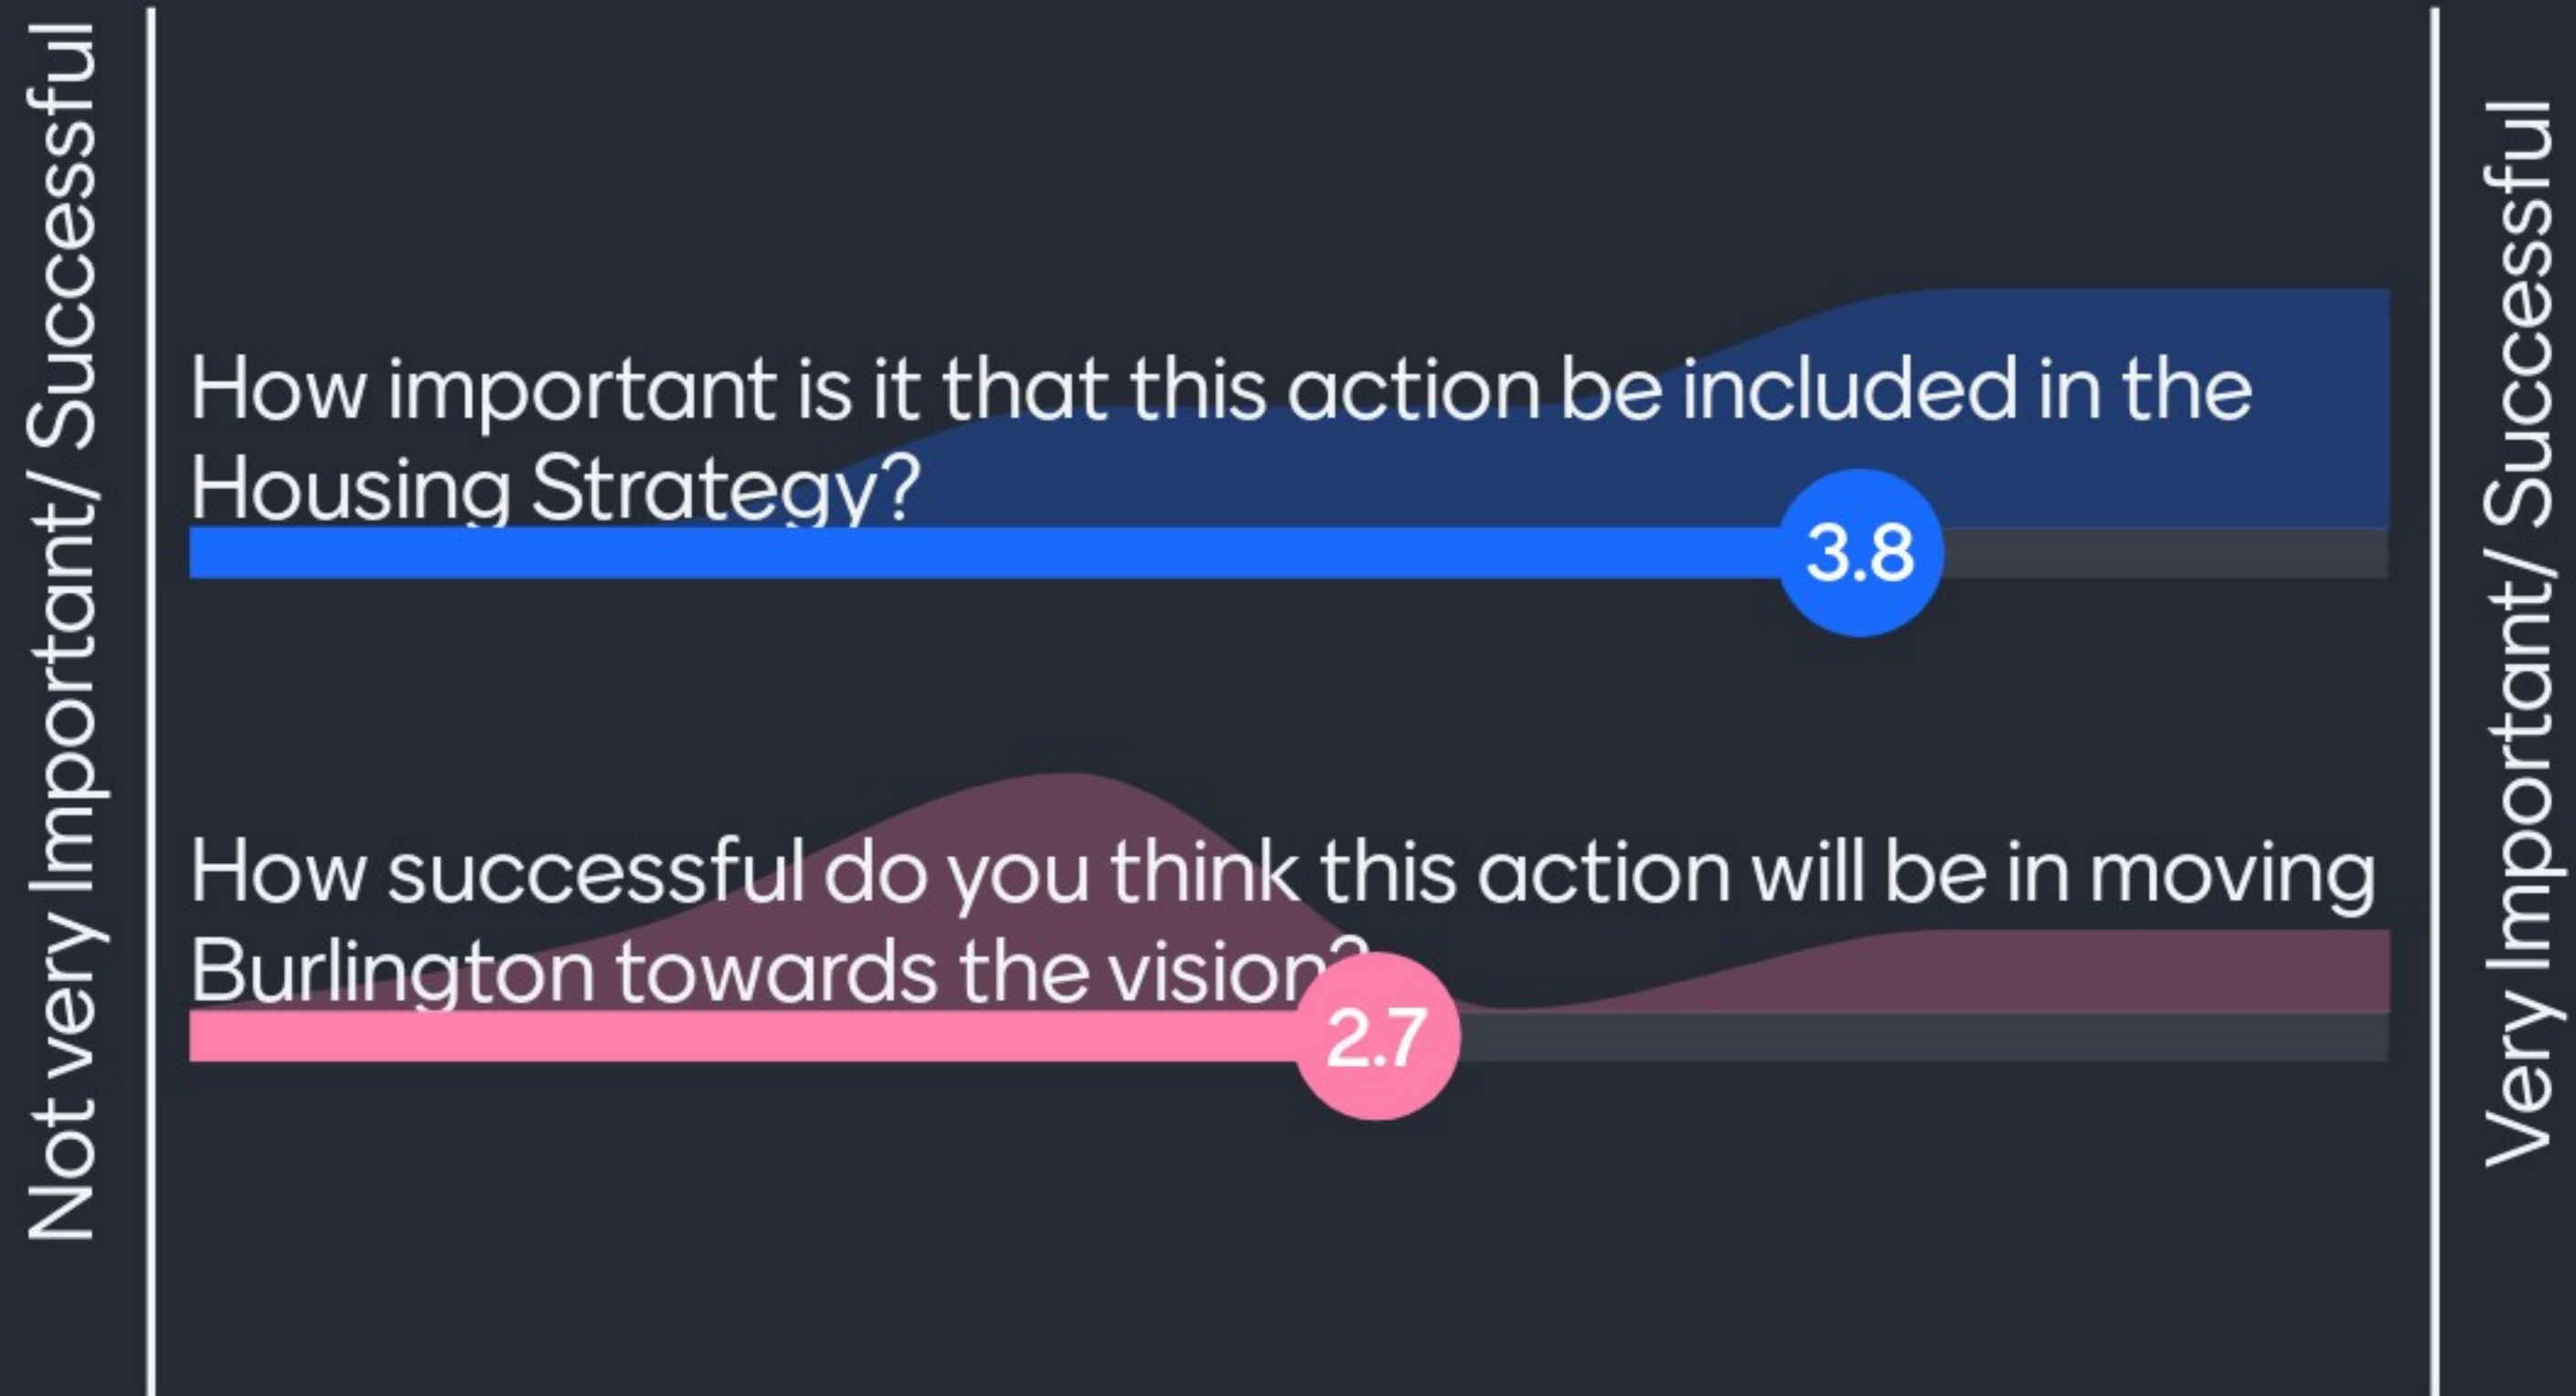 Not very Important/ Successful
How important is it that this action be included in the
Housing Strategy?
3.8
How successful do you think this action will be in moving
Burlington towards the vision?
2.7
Very Important/ Successful